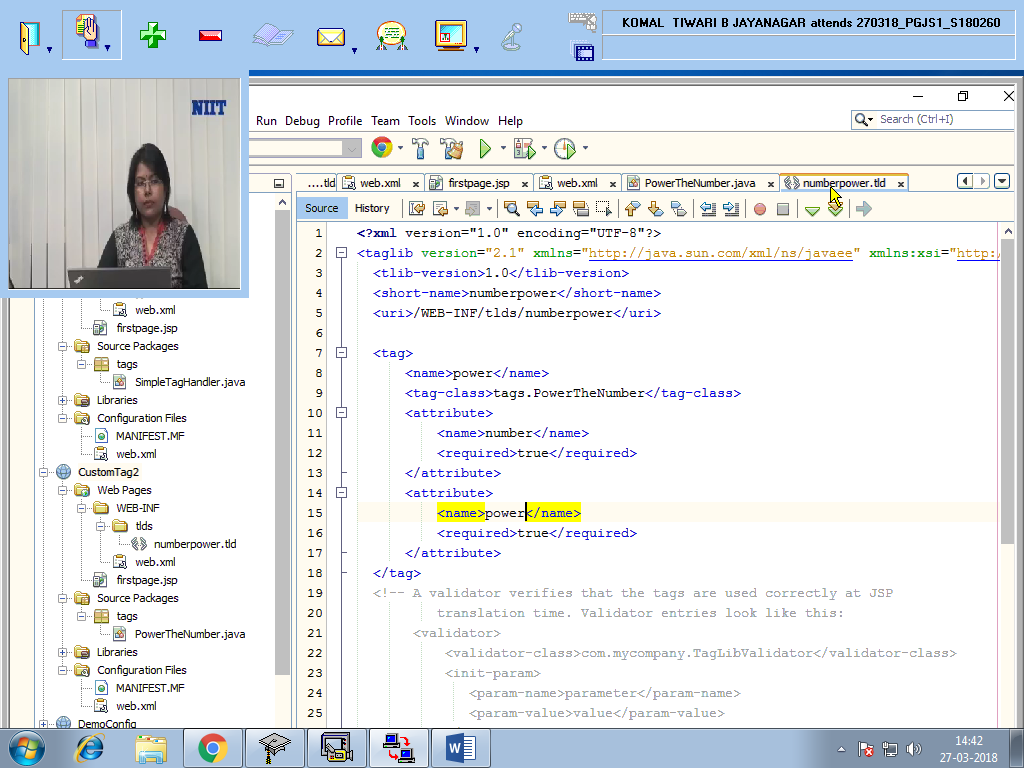 KOMAL TIWARI B JAYANAGAR attends 270318_PGJS1_S180260
NIIT
Run Debug Profile Team Tools Window Help
Search (Ctrl+I)
....tld web.xml firstpage.jsp web.xml PowerTheNumber.java numberpower.tld
Source History
1 <?xml version="1.0" encoding="UTF-8"?>
2 <taglib version="2.1" xmlns="http://java.sun.com/xml/ns/javaee" xmlns:xsi="http:/
3 <tlib-version>1.0</tlib-version>
4 <short-name>numberpower</short-name>
5 <uri>/WEB-INF/tlds/numberpower</uri>
6
7 <tag>
8 <name>power</name>
9 <tag-class>tags.PowerTheNumber</tag-class>
10 <attribute>
11 <name>number</name>
12 <required>true</required>
13 </attribute>
14 <attribute>
15 <name>power</name>
16 <required>true</required>
17 </attribute>
18 </tag>
19 <!-- A validator verifies that the tags are used correctly at JSP
20 translation time. Validator entries look like this:
21 <validator>
22 <validator-class>com.mycompany.TagLibValidator</validator-class>
23 <init-param>
24 <param-name>parameter</param-name>
25 <param-value>value</param-value>
web.xml
firstpage.jsp
Source Packages
tags
SimpleTagHandler.java
Libraries
Configuration Files
MANIFEST.MF
web.xml
CustomTag2
Web Pages
WEB-INF
tlds
numberpower.tld
web.xml
firstpage.jsp
Source Packages
tags
PowerTheNumber.java
Libraries
Configuration Files
MANIFEST.MF
web.xml
DemoConfig
14:42
27-03-2018